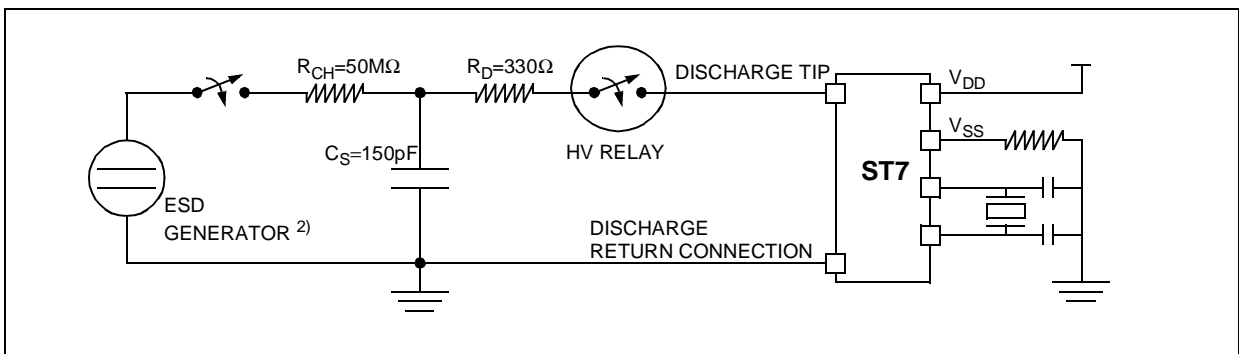 R_CH=50MΩ
R_D=330Ω
DISCHARGE TIP
V_DD
V_SS
HV RELAY
C_S=150pF
ST7
ESD
GENERATOR 2)
DISCHARGE
RETURN CONNECTION